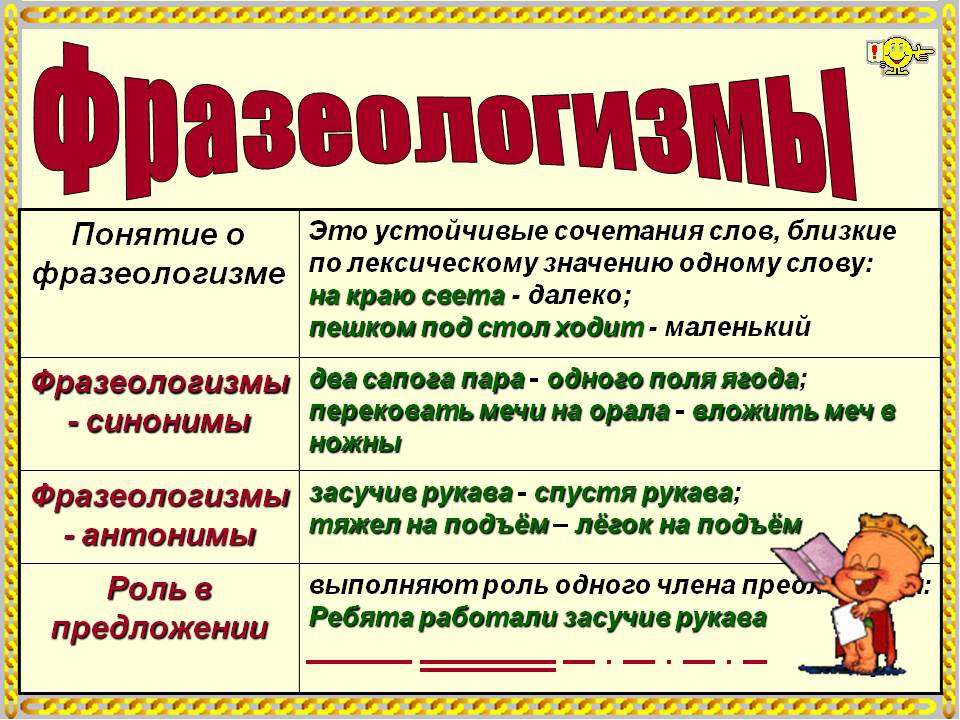 Фразеологизмы
Понятие о
фразеологизме
Это устойчивые сочетания слов, близкие
по лексическому значению одному слову:
на краю света - далеко;
пешком под стол ходит - маленький
Фразеологизмы
- синонимы
два сапога пара - одного поля ягода;
перековать мечи на орала - вложить меч в
ножны
Фразеологизмы
- антонимы
засучив рукава - спустя рукава;
тяжел на подъём – лёгок на подъём
Роль в
предложении
выполняют роль одного члена
Ребята работали засучив рукава